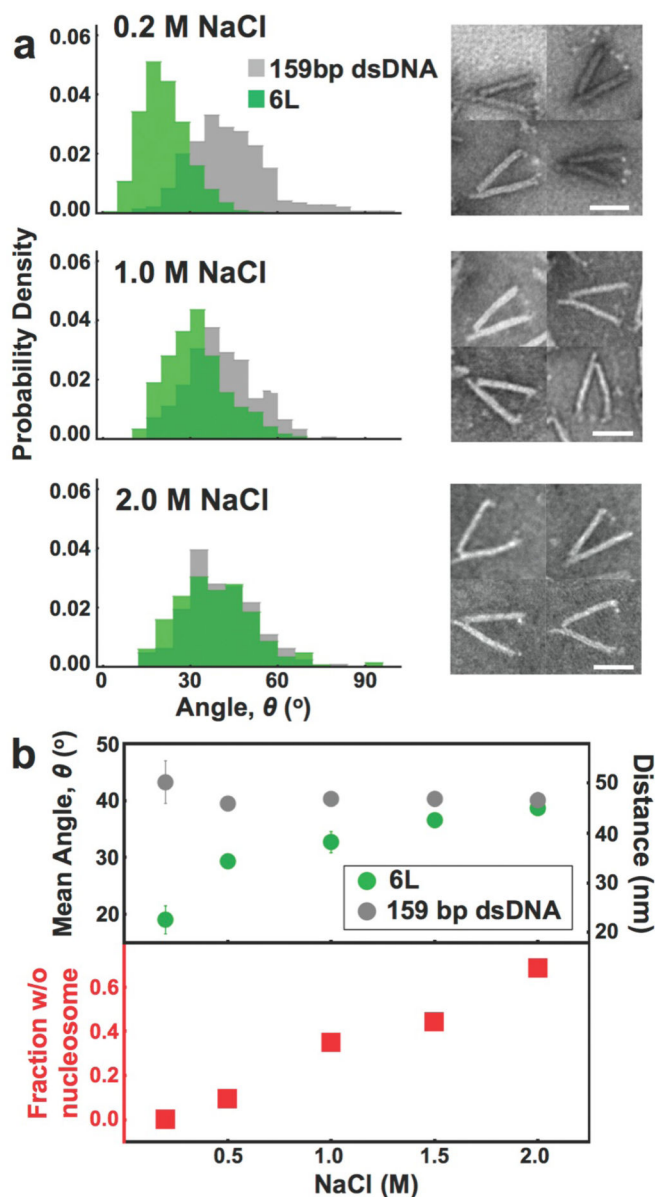 a
0.2 M NaCl
159bp dsDNA
6L
0.06
0.04
0.02
0.00
1.0 M NaCl
0.06
0.04
0.02
0.00
Probability Density
2.0 M NaCl
0.06
0.04
0.02
0.00
0 30 60 90
Angle, θ (o)
b
Mean Angle, θ (o)
50
40
30
20
6L
159 bp dsDNA
50
40
30
20
Distance (nm)
Fraction w/o
nucleosome
0.6
0.4
0.2
0.0
0.5 1.0 1.5 2.0
NaCl (M)